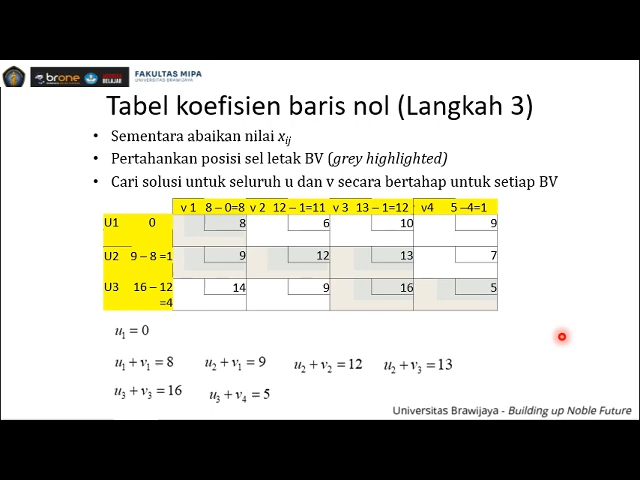 brone
BELAJAR
FAKULTAS MIPA
UNIVERSITAS BRAWIJAYA
Tabel koefisien baris nol (Langkah 3)
• Sementara abaikan nilai xij
• Pertahankan posisi sel letak BV (grey highlighted)
• Cari solusi untuk seluruh u dan v secara bertahap untuk setiap BV
v 1 8 – 0=8 v 2 12 – 1=11 v 3 13 – 1=12 v4 5 –4=1
U1 0 8 6 10 9
U2 9 – 8 =1 9 12 13 7
U3 16 – 12 14 9 16 5
=4
u1 = 0
u1 + v1 = 8 u2 + v1 = 9 u2 + v2 = 12 u2 + v3 = 13
u3 + v3 = 16 u3 + v4 = 5
Universitas Brawijaya - Building up Noble Future